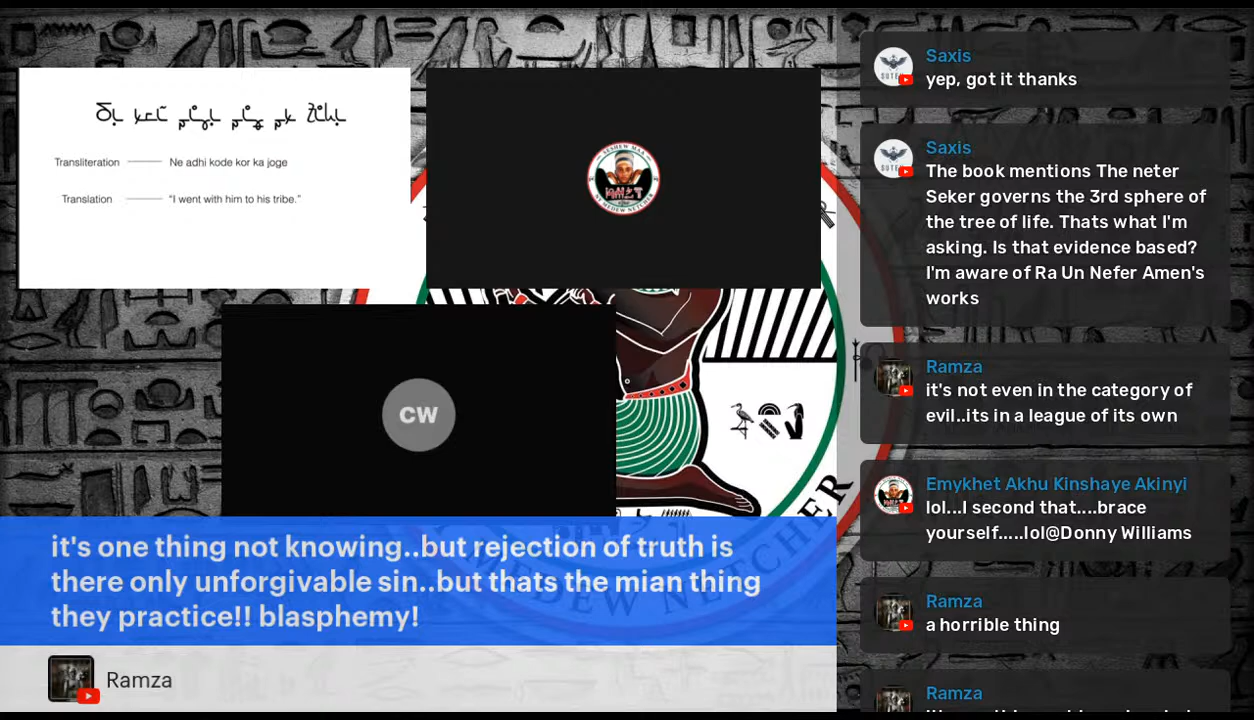 Transliteration Ne adhi kode kor ka joge
Translation "I went with him to his tribe."
CW
MEDEW NETCHER
it's one thing not knowing..but rejection of truth is
there only unforgivable sin..but thats the mian thing
they practice!! blasphemy!
Ramza
Saxis
yep, got it thanks
Saxis
The book mentions The neter
Seker governs the 3rd sphere of
the tree of life. Thats what I'm
asking. Is that evidence based?
I'm aware of Ra Un Nefer Amen's
works
Ramza
it's not even in the category of
evil..its in a league of its own
Emykhet Akhu Kinshaye Akinyi
lol...I second that....brace
yourself.....lol@Donny Williams
Ramza
a horrible thing
Ramza